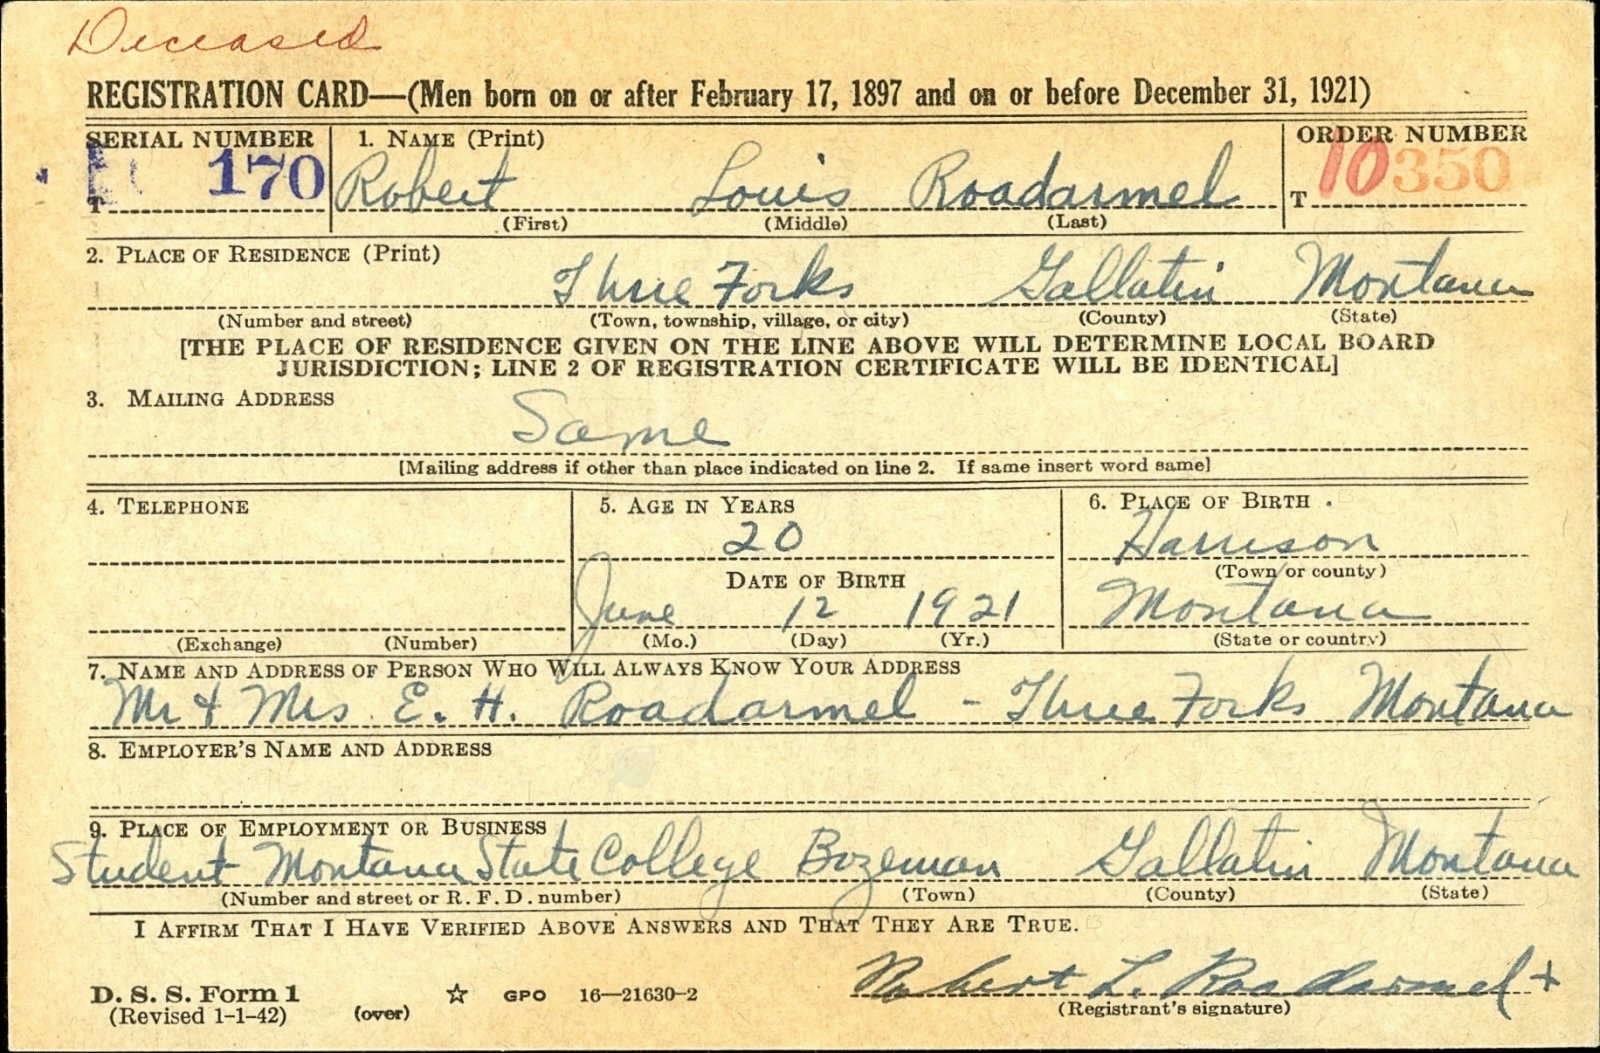 Deceased
REGISTRATION CARD—(Men born on or after February 17, 1897 and on or before December 31, 1921)
SERIAL NUMBER 1. NAME (Print) ORDER NUMBER
T 170 Robert Louis Roadarmel T 10350
(First) (Middle) (Last)
2. PLACE OF RESIDENCE (Print)
Three Forks Gallatin Montana
(Number and street) (Town, township, village, or city) (County) (State)
[THE PLACE OF RESIDENCE GIVEN ON THE LINE ABOVE WILL DETERMINE LOCAL BOARD
JURISDICTION; LINE 2 OF REGISTRATION CERTIFICATE WILL BE IDENTICAL]
3. MAILING ADDRESS
Same
[Mailing address if other than place indicated on line 2. If same insert word same]
4. TELEPHONE 5. AGE IN YEARS 6. PLACE OF BIRTH
20 Harrison
(Town or county)
DATE OF BIRTH
June 12 1921 Montana
(Exchange) (Number) (Mo.) (Day) (Yr.) (State or country)
7. NAME AND ADDRESS OF PERSON WHO WILL ALWAYS KNOW YOUR ADDRESS
Mr & Mrs E. H. Roadarmel - Three Forks Montana
8. EMPLOYER'S NAME AND ADDRESS
9. PLACE OF EMPLOYMENT OR BUSINESS
Student Montana State College Bozeman Gallatin Montana
(Number and street or R. F. D. number) (Town) (County) (State)
I AFFIRM THAT I HAVE VERIFIED ABOVE ANSWERS AND THAT THEY ARE TRUE.
Robert L. Roadarmel +
D. S. S. Form 1 ☆ GPO 16—21630-2
(Revised 1-1-42) (over) (Registrant's signature)